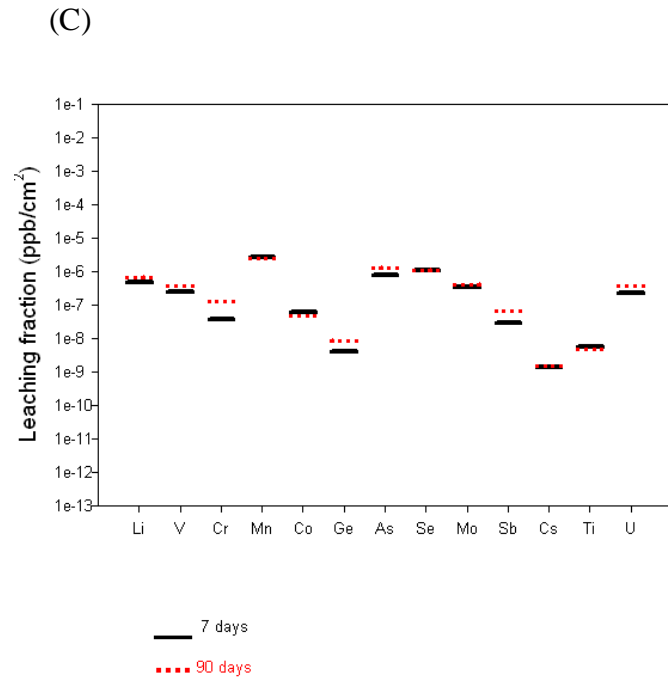 (C)
Leaching fraction (ppb/cm²)
1e-1
1e-2
1e-3
1e-4
1e-5
1e-6
1e-7
1e-8
1e-9
1e-10
1e-11
1e-12
1e-13
Li V Cr Mn Co Ge As Se Mo Sb Cs Ti U
7 days
90 days